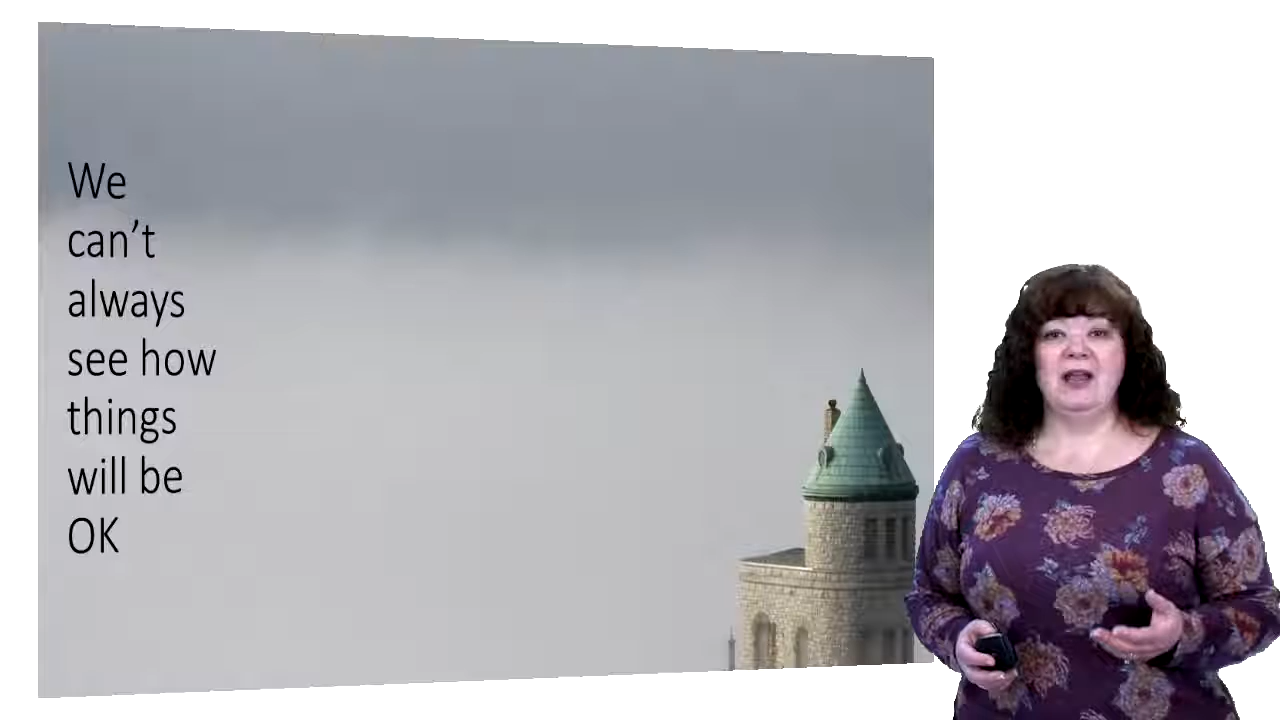 We
can’t
always
see how
things
will be
OK